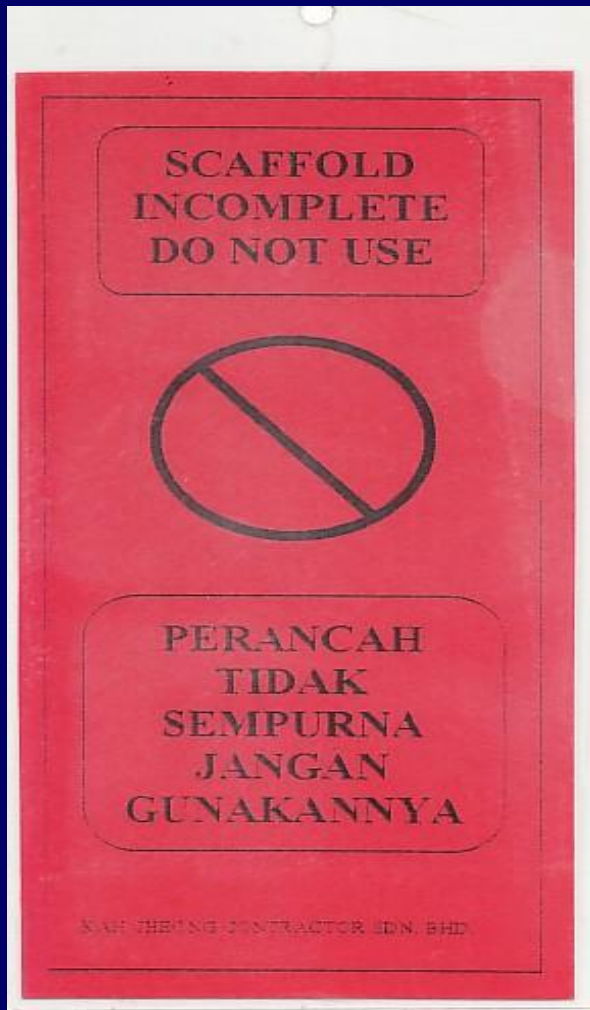 SCAFFOLD
INCOMPLETE
DO NOT USE
PERANCAH
TIDAK
SEMPURNA
JANGAN
GUNAKANNYA
CONTRACTOR SDN. BHD.